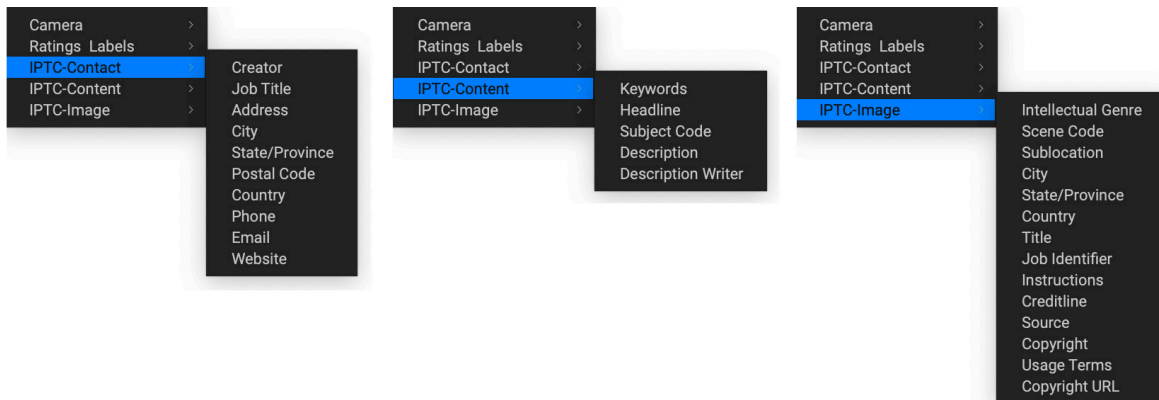 Camera
Ratings Labels
IPTC-Contact
IPTC-Content
IPTC-Image
Creator
Job Title
Address
City
State/Province
Postal Code
Country
Phone
Email
Website
Camera
Ratings Labels
IPTC-Contact
IPTC-Content
IPTC-Image
Keywords
Headline
Subject Code
Description
Description Writer
Camera
Ratings Labels
IPTC-Contact
IPTC-Content
IPTC-Image
Intellectual Genre
Scene Code
Sublocation
City
State/Province
Country
Title
Job Identifier
Instructions
Creditline
Source
Copyright
Usage Terms
Copyright URL